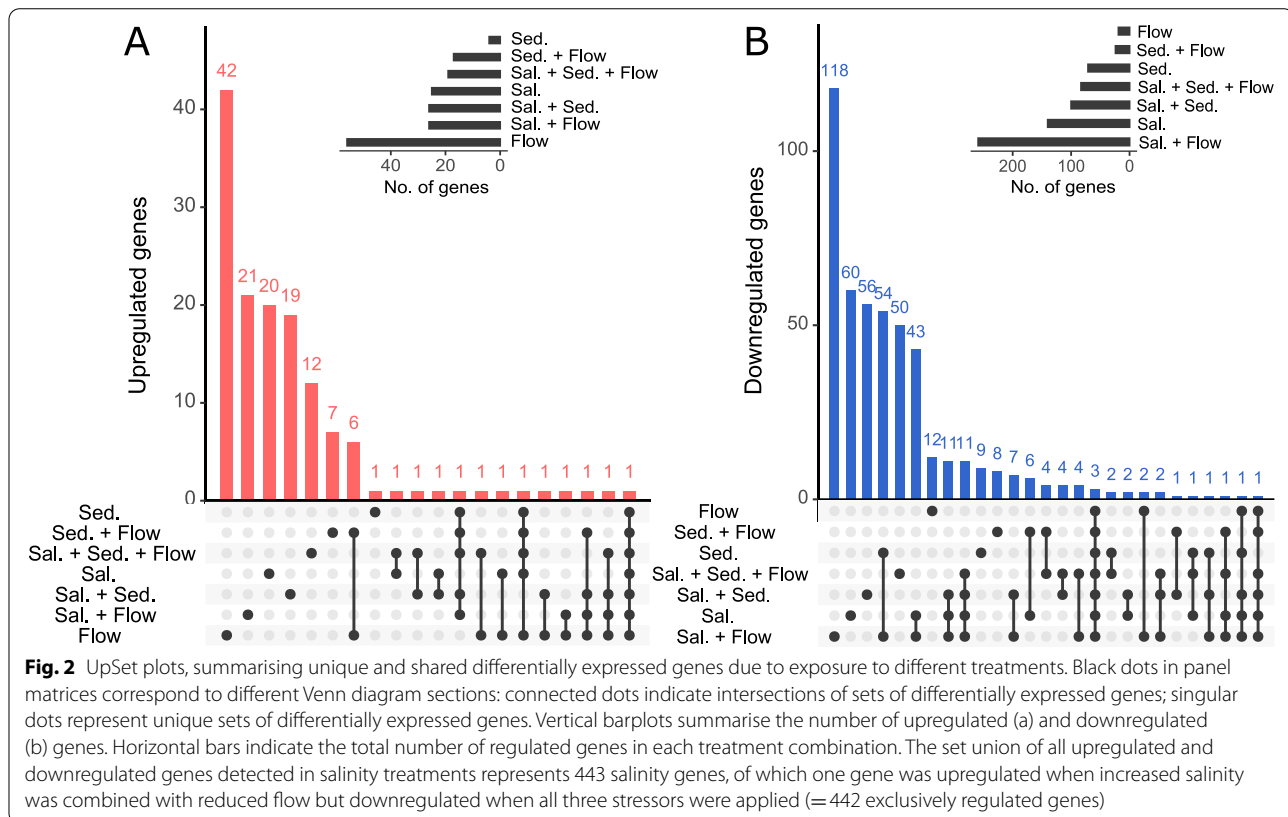 A
Sed.
Sed. + Flow
Sal. + Sed. + Flow
Sal.
Sal. + Sed.
Sal. + Flow
Flow
40 20 0
No. of genes
Upregulated genes
40
30
20
10
0
42 21 20 19 12 7 6 1 1 1 1 1 1 1 1 1 1 1 1 1
Sed.
Sed. + Flow
Sal. + Sed. + Flow
Sal.
Sal. + Sed.
Sal. + Flow
Flow
B
Flow
Sed. + Flow
Sed.
Sal. + Sed. + Flow
Sal. + Sed.
Sal.
Sal. + Flow
200 100 0
No. of genes
Downregulated genes
100
50
0
118 60 56 54 50 43 12 11 11 9 8 7 6 4 4 4 3 2 2 2 2 1 1 1 1 1 1
Flow
Sed. + Flow
Sed.
Sal. + Sed. + Flow
Sal. + Sed.
Sal.
Sal. + Flow
Fig. 2 UpSet plots, summarising unique and shared differentially expressed genes due to exposure to different treatments. Black dots in panel
matrices correspond to different Venn diagram sections: connected dots indicate intersections of sets of differentially expressed genes; singular
dots represent unique sets of differentially expressed genes. Vertical barplots summarise the number of upregulated (a) and downregulated
(b) genes. Horizontal bars indicate the total number of regulated genes in each treatment combination. The set union of all upregulated and
downregulated genes detected in salinity treatments represents 443 salinity genes, of which one gene was upregulated when increased salinity
was combined with reduced flow but downregulated when all three stressors were applied (= 442 exclusively regulated genes)